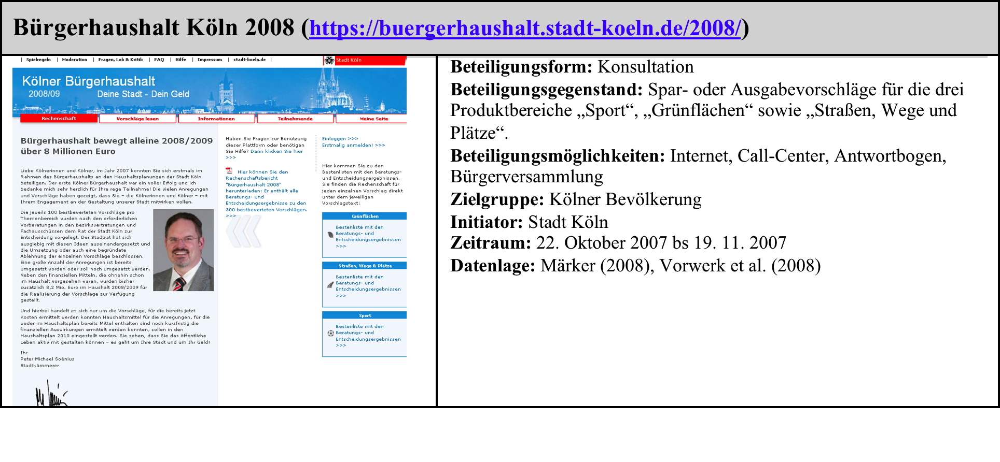 Bürgerhaushalt Köln 2008 (https://buergerhaushalt.stadt-koeln.de/2008/)
| Spielregeln | Moderation | Fragen, Lob & Kritik | FAQ | Hilfe | Impressum | stadt-koeln.de |
Stadt Köln
Kölner Bürgerhaushalt
2008/09 Deine Stadt - Dein Geld
Rechenschaft Vorschläge lesen Informationen Teilnehmende Meine Seite
Bürgerhaushalt bewegt alleine 2008/2009
über 8 Millionen Euro
Liebe Kölnerinnen und Kölner, im Jahr 2007 konnten Sie sich erstmals im
Rahmen des Bürgerhaushalts an den Haushaltsplanungen der Stadt Köln
beteiligen. Der erste Kölner Bürgerhaushalt war ein voller Erfolg und ich
bedanke mich sehr herzlich für Ihre rege Teilnahme! Die vielen Anregungen
und Vorschläge haben gezeigt, dass Sie – die Kölnerinnen und Kölner – mit
Ihrem Engagement an der Gestaltung unserer Stadt mitwirken wollen.
Die jeweils 100 bestbewerteten Vorschläge pro
Themenbereich wurden nach den erforderlichen
Vorberatungen in den Bezirksvertretungen und
Fachausschüssen dem Rat der Stadt Köln zur
Entscheidung vorgelegt. Der Stadtrat hat sich
ausgiebig mit diesen Ideen auseinandergesetzt und
die Umsetzung oder auch eine begründete
Ablehnung der einzelnen Vorschläge beschlossen.
Eine große Anzahl der Anregungen ist bereits
umgesetzt worden oder soll noch umgesetzt werden.
Neben den finanziellen Mitteln, die ohnehin schon
im Haushalt vorgesehen waren, wurden bisher
zusätzlich 8,2 Mio. Euro im Haushalt 2008/2009 für
die Realisierung der Vorschläge zur Verfügung
gestellt.
Und hierbei handelt es sich nur um die Vorschläge, für die bereits jetzt
Kosten ermittelt werden konnten Haushaltsmittel für die Anregungen, für die
weder im Haushaltsplan bereits Mittel enthalten sind noch kurzfristig die
finanziellen Auswirkungen ermittelt werden konnten, sollen in den
Haushaltsplan 2010 eingestellt werden. Sie sehen, dass Sie das öffentliche
Leben aktiv mit gestalten können – es geht um Ihre Stadt und um Ihr Geld!
Ihr
Peter Michael Soénius
Stadtkämmerer
Haben Sie Fragen zur Benutzung
dieser Plattform oder benötigen
Sie Hilfe? Dann klicken Sie hier
>>>
Hier können Sie den
Rechenschaftsbericht
"Bürgerhaushalt 2008"
herunterladen: Er enthält alle
Beratungs- und
Entscheidungsergebnisse zu den
300 bestbewerteten Vorschlägen.
>>>
Einloggen >>>
Erstmalig anmelden! >>>
Hier kommen Sie zu den
Bestenlisten mit den Beratungs-
und Entscheidungsergebnissen.
Sie finden die Rechenschaft für
jeden einzelnen Vorschlag direkt
unter dem jeweiligen
Vorschlagstext:
Grünflächen
Bestenliste mit den
Beratungs- und
Entscheidungsergebnissen
>>>
Straßen, Wege & Plätze
Bestenliste mit den
Beratungs- und
Entscheidungsergebnissen
>>>
Sport
Bestenliste mit den
Beratungs- und
Entscheidungsergebnissen
>>>
Beteiligungsform: Konsultation
Beteiligungsgegenstand: Spar- oder Ausgabevorschläge für die drei
Produktbereiche „Sport“, „Grünflächen“ sowie „Straßen, Wege und
Plätze“.
Beteiligungsmöglichkeiten: Internet, Call-Center, Antwortbogen,
Bürgerversammlung
Zielgruppe: Kölner Bevölkerung
Initiator: Stadt Köln
Zeitraum: 22. Oktober 2007 bs 19. 11. 2007
Datenlage: Märker (2008), Vorwerk et al. (2008)